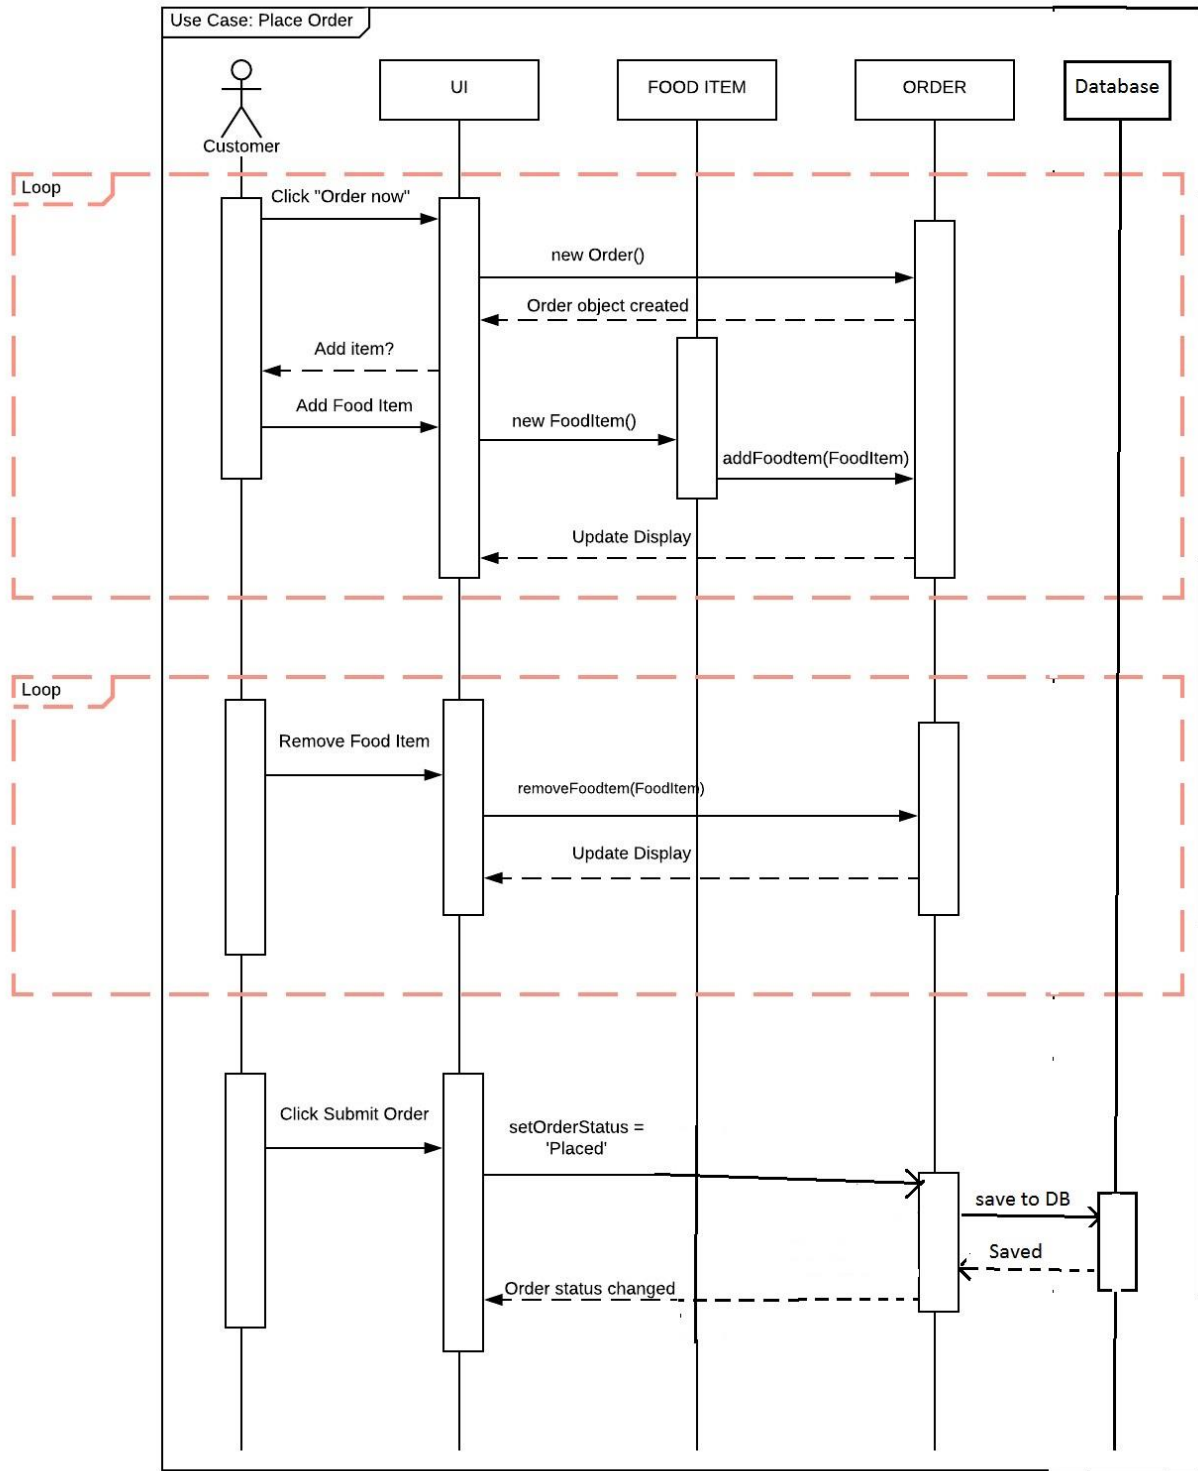 Use Case: Place Order
Customer
UI
FOOD ITEM
ORDER
Database
Loop
Click "Order now"
new Order()
Order object created
Add item?
Add Food Item
new FoodItem()
addFoodtem(FoodItem)
Update Display
Loop
Remove Food Item
removeFoodtem(FoodItem)
Update Display
Click Submit Order
setOrderStatus =
'Placed'
save to DB
Saved
Order status changed